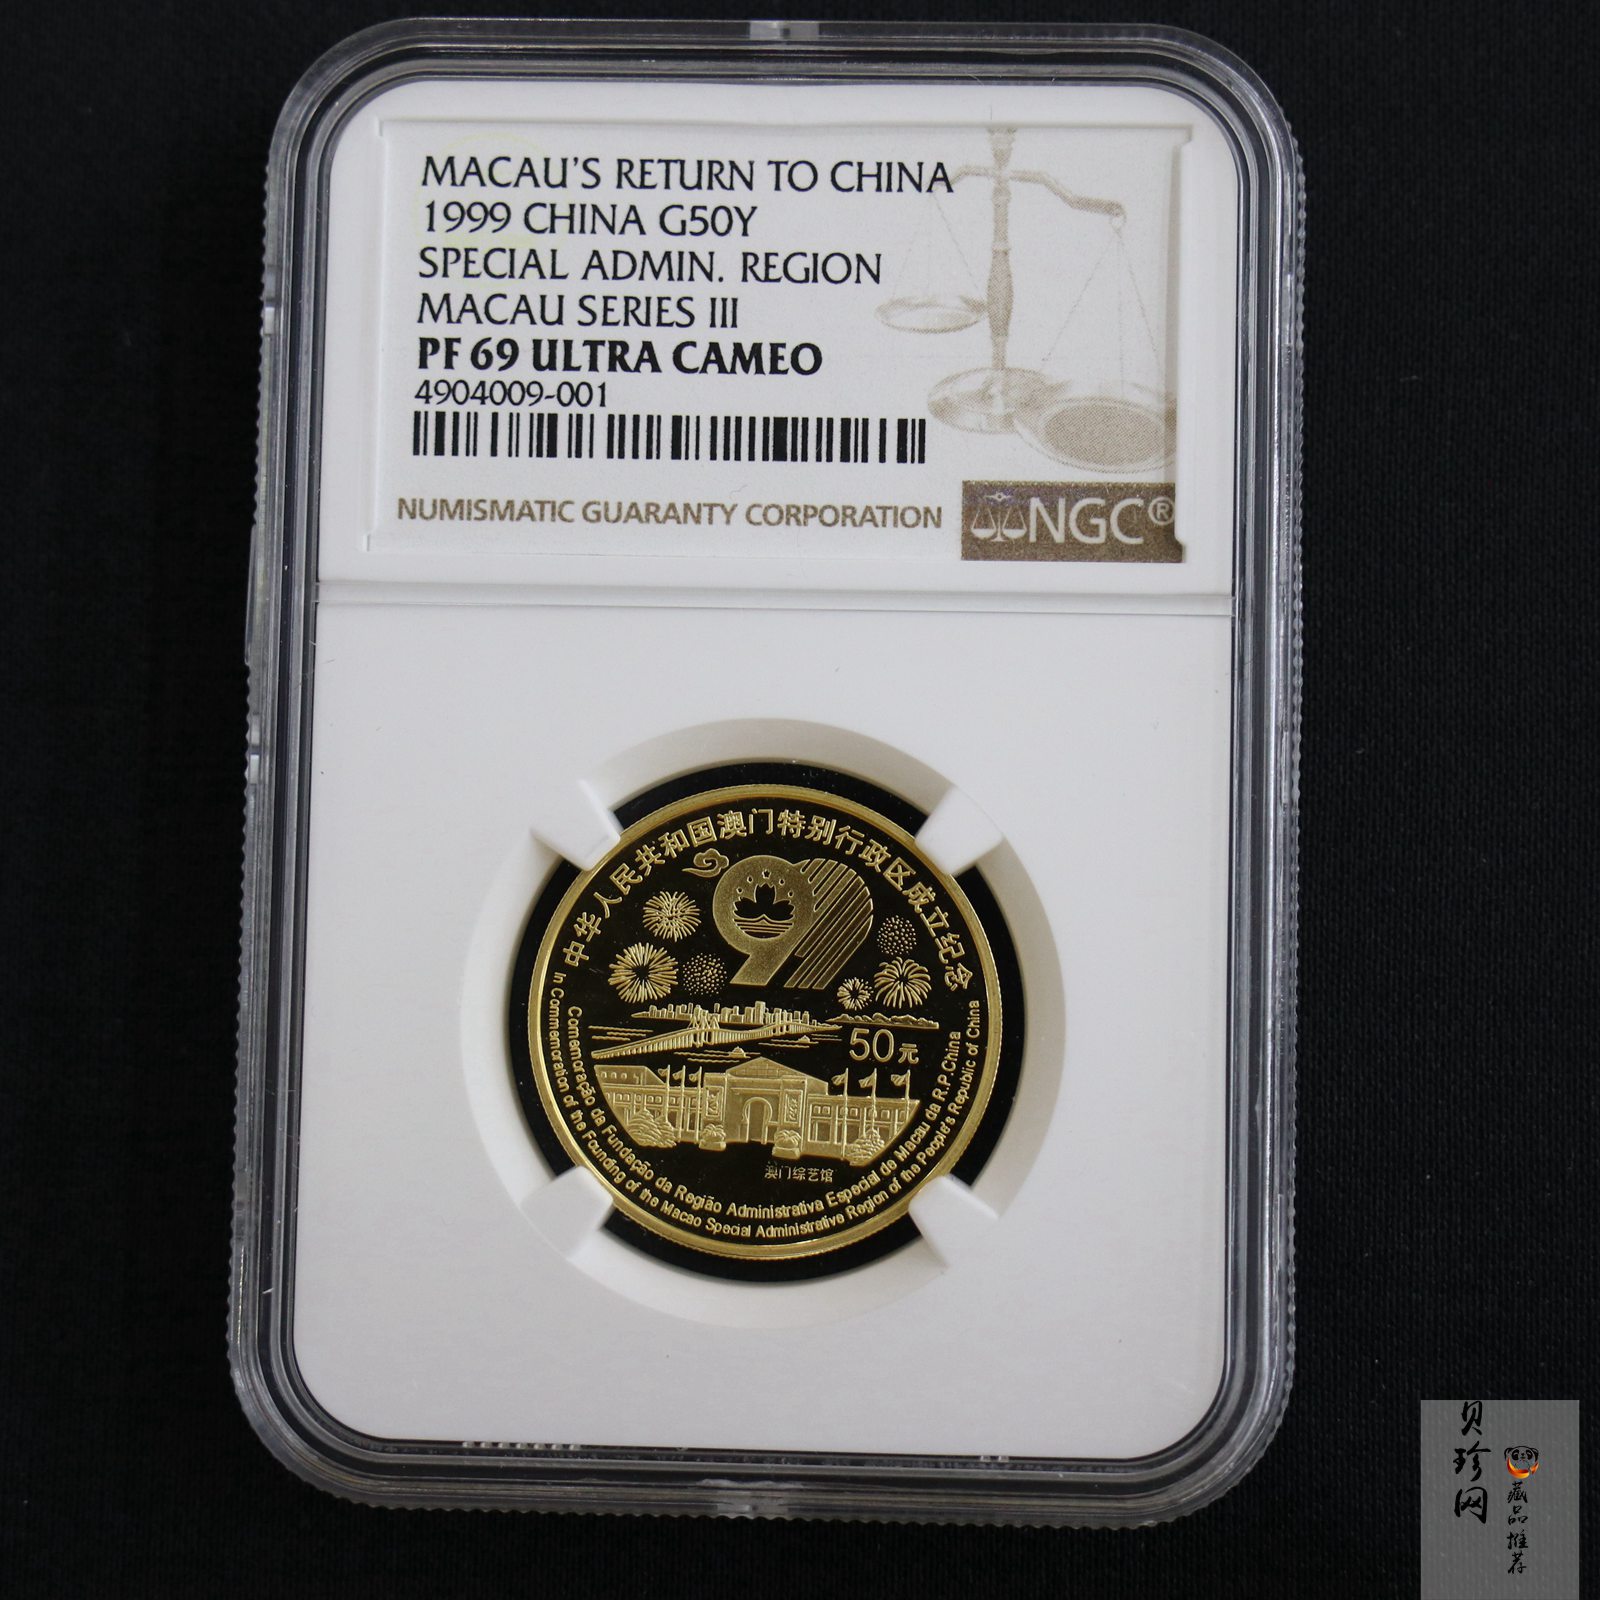 MACAU'S RETURN TO CHINA
1999 CHINA G50Y
SPECIAL ADMIN. REGION
MACAU SERIES III
PF 69 ULTRA CAMEO
4904009-001
NUMISMATIC GUARANTY CORPORATION
NGC®
中华人民共和国澳门特别行政区成立纪念
99
50元
澳门综艺馆
Comemoração da Fundação da Região Administrativa Especial de Macau da R.P.China
In Commemoration of the Founding of the Macao Special Administrative Region of the People's Republic of China
贝珍网
藏品推荐